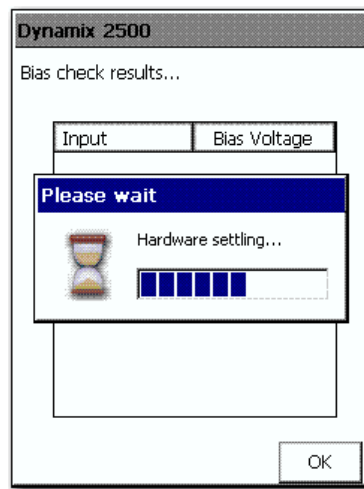 Dynamix 2500
Bias check results...
Input Bias Voltage
Please wait
Hardware settling...
OK